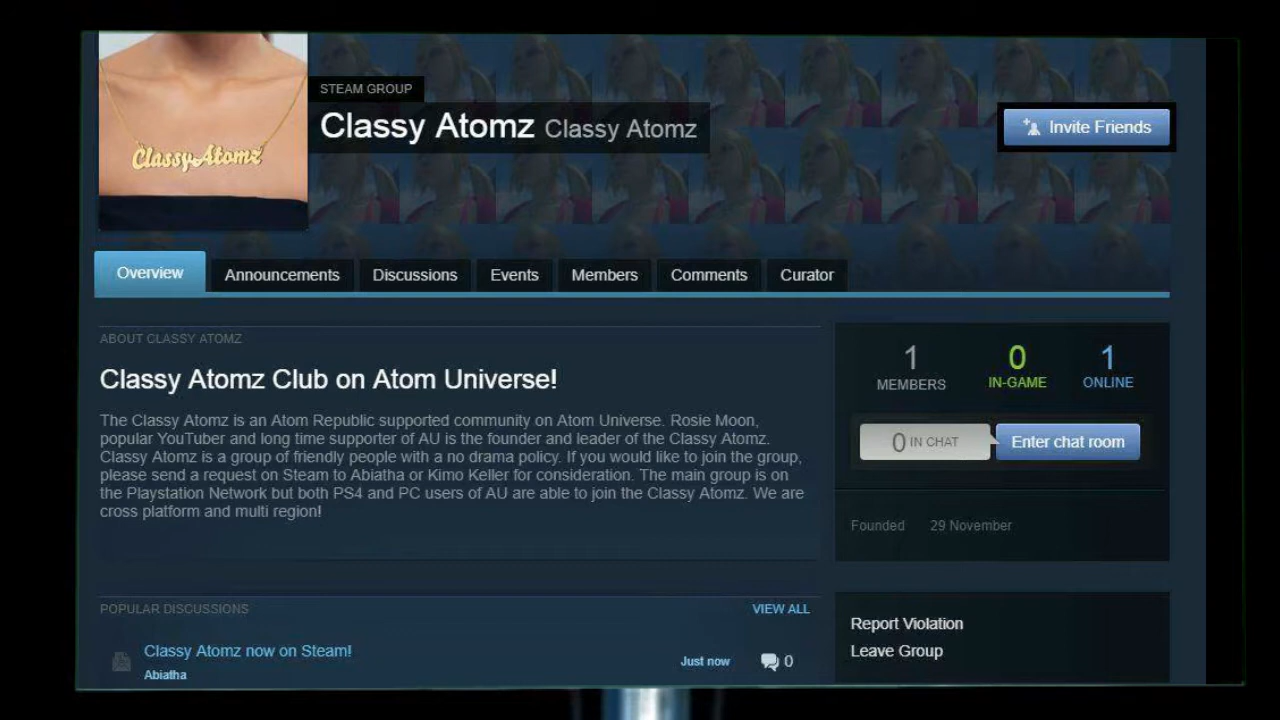 STEAM GROUP
Classy Atomz Classy Atomz
Invite Friends
ClassyAtomz
Overview Announcements Discussions Events Members Comments Curator
ABOUT CLASSY ATOMZ
Classy Atomz Club on Atom Universe!
The Classy Atomz is an Atom Republic supported community on Atom Universe. Rosie Moon,
popular YouTuber and long time supporter of AU is the founder and leader of the Classy Atomz.
Classy Atomz is a group of friendly people with a no drama policy. If you would like to join the group,
please send a request on Steam to Abiatha or Kimo Keller for consideration. The main group is on
the Playstation Network but both PS4 and PC users of AU are able to join the Classy Atomz. We are
cross platform and multi region!
1 0 1
MEMBERS IN-GAME ONLINE
0 IN CHAT Enter chat room
Founded 29 November
POPULAR DISCUSSIONS VIEW ALL
Classy Atomz now on Steam!
Abiatha
Just now 0
Report Violation
Leave Group